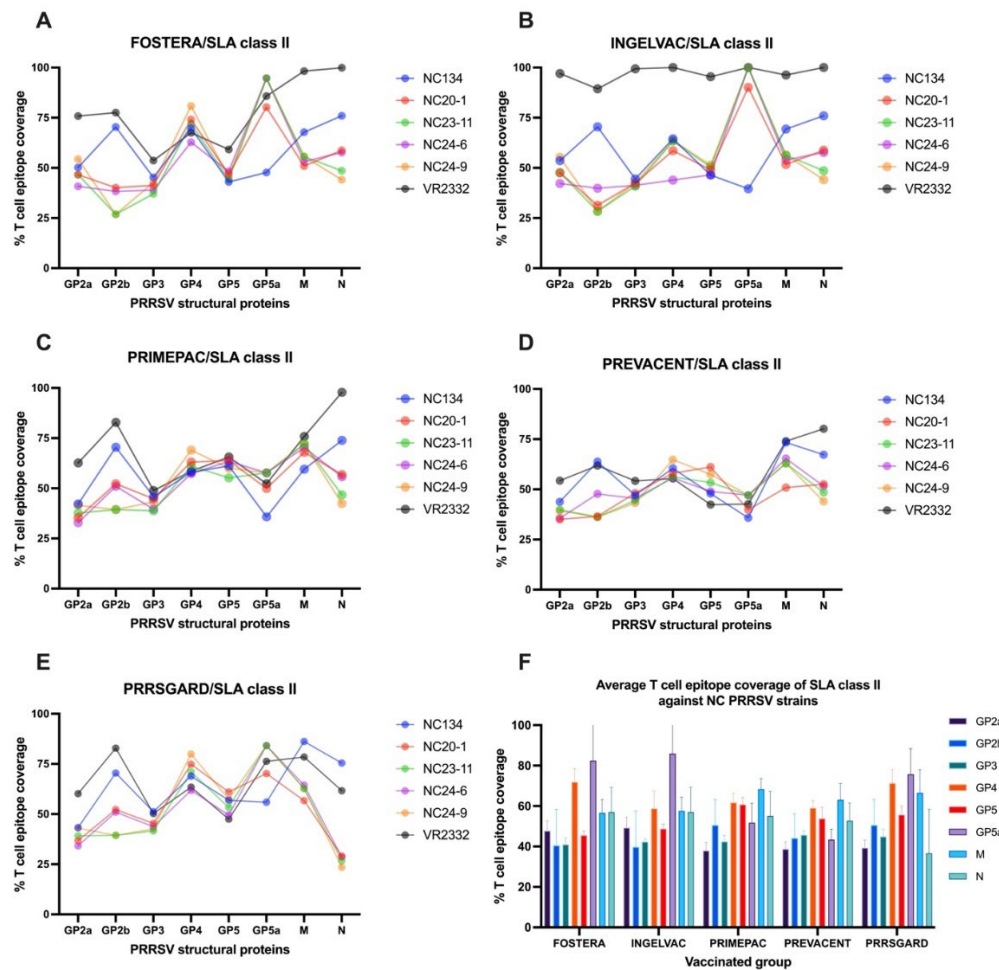 A
FOSTERA/SLA class II
% T cell epitope coverage
100
75
50
25
0
GP2a GP2b GP3 GP4 GP5 GP5a M N
PRRSV structural proteins
NC134
NC20-1
NC23-11
NC24-6
NC24-9
VR2332
B
INGELVAC/SLA class II
% T cell epitope coverage
100
75
50
25
0
GP2a GP2b GP3 GP4 GP5 GP5a M N
PRRSV structural proteins
NC134
NC20-1
NC23-11
NC24-6
NC24-9
VR2332
C
PRIMEPAC/SLA class II
% T cell epitope coverage
100
75
50
25
0
GP2a GP2b GP3 GP4 GP5 GP5a M N
PRRSV structural proteins
NC134
NC20-1
NC23-11
NC24-6
NC24-9
VR2332
D
PREVACENT/SLA class II
% T cell epitope coverage
100
75
50
25
0
GP2a GP2b GP3 GP4 GP5 GP5a M N
PRRSV structural proteins
NC134
NC20-1
NC23-11
NC24-6
NC24-9
VR2332
E
PRRSGARD/SLA class II
% T cell epitope coverage
100
75
50
25
0
GP2a GP2b GP3 GP4 GP5 GP5a M N
PRRSV structural proteins
NC134
NC20-1
NC23-11
NC24-6
NC24-9
VR2332
F
Average T cell epitope coverage of SLA class II
against NC PRRSV strains
% T cell epitope coverage
100
80
60
40
20
0
FOSTERA INGELVAC PRIMEPAC PREVACENT PRRSGARD
Vaccinated group
GP3
GP4
GP5
M
N